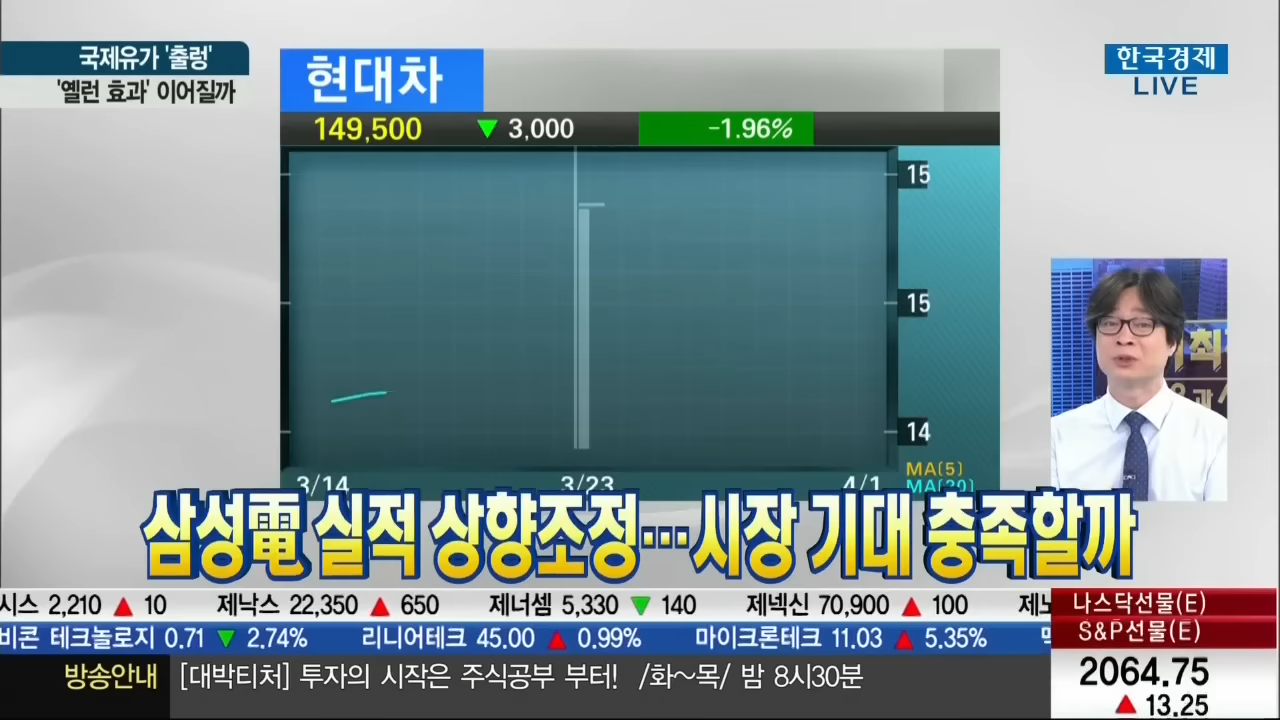 국제유가 '출렁'
'옐런 효과' 이어질까
한국경제
LIVE
현대차
149,500 ▼ 3,000 -1.96%
15
15
14
3/14 3/23 4/1
MA(5)
MA(20)
삼성電 실적 상향조정…시장 기대 충족할까
시스 2,210 ▲ 10 제낙스 22,350 ▲ 650 제너셈 5,330 ▼ 140 제넥신 70,900 ▲ 100
비콘 테크놀로지 0.71 ▼ 2.74% 리니어테크 45.00 ▲ 0.99% 마이크론테크 11.03 ▲ 5.35%
나스닥선물(E)
S&P선물(E)
2064.75
▲ 13.25
방송안내 [대박티처] 투자의 시작은 주식공부 부터! /화~목/ 밤 8시30분